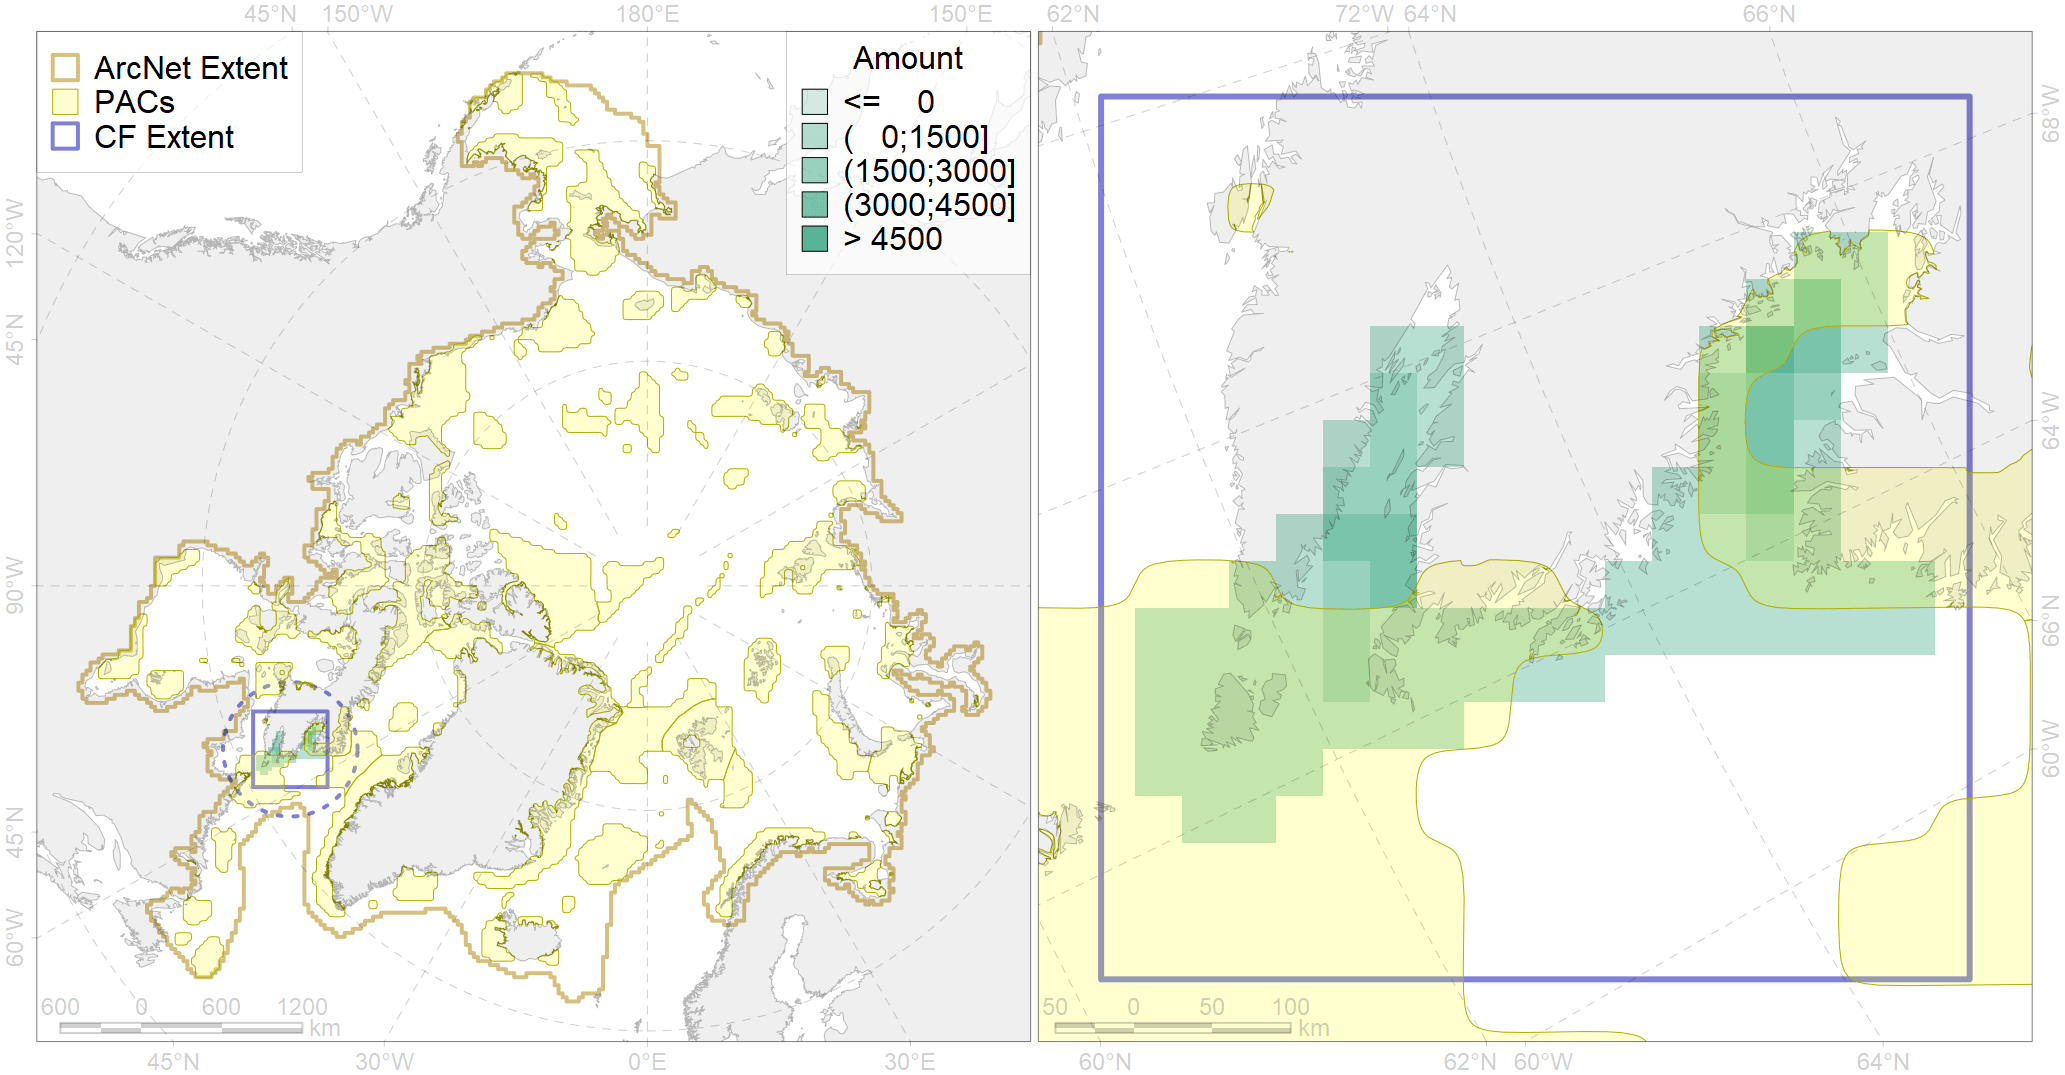 45°N 150°W 180°E 150°E 62°N 72°W 64°N 66°N
ArcNet Extent
PACs
CF Extent
Amount
<= 0
( 0;1500]
(1500;3000]
(3000;4500]
> 4500
120°W
45°N
90°W
45°N
60°W
68°W
64°W
66°N
60°W
600 0 600 1200
km
50 0 50 100
km
45°N 30°W 0°E 30°E 60°N 62°N 60°W 64°N